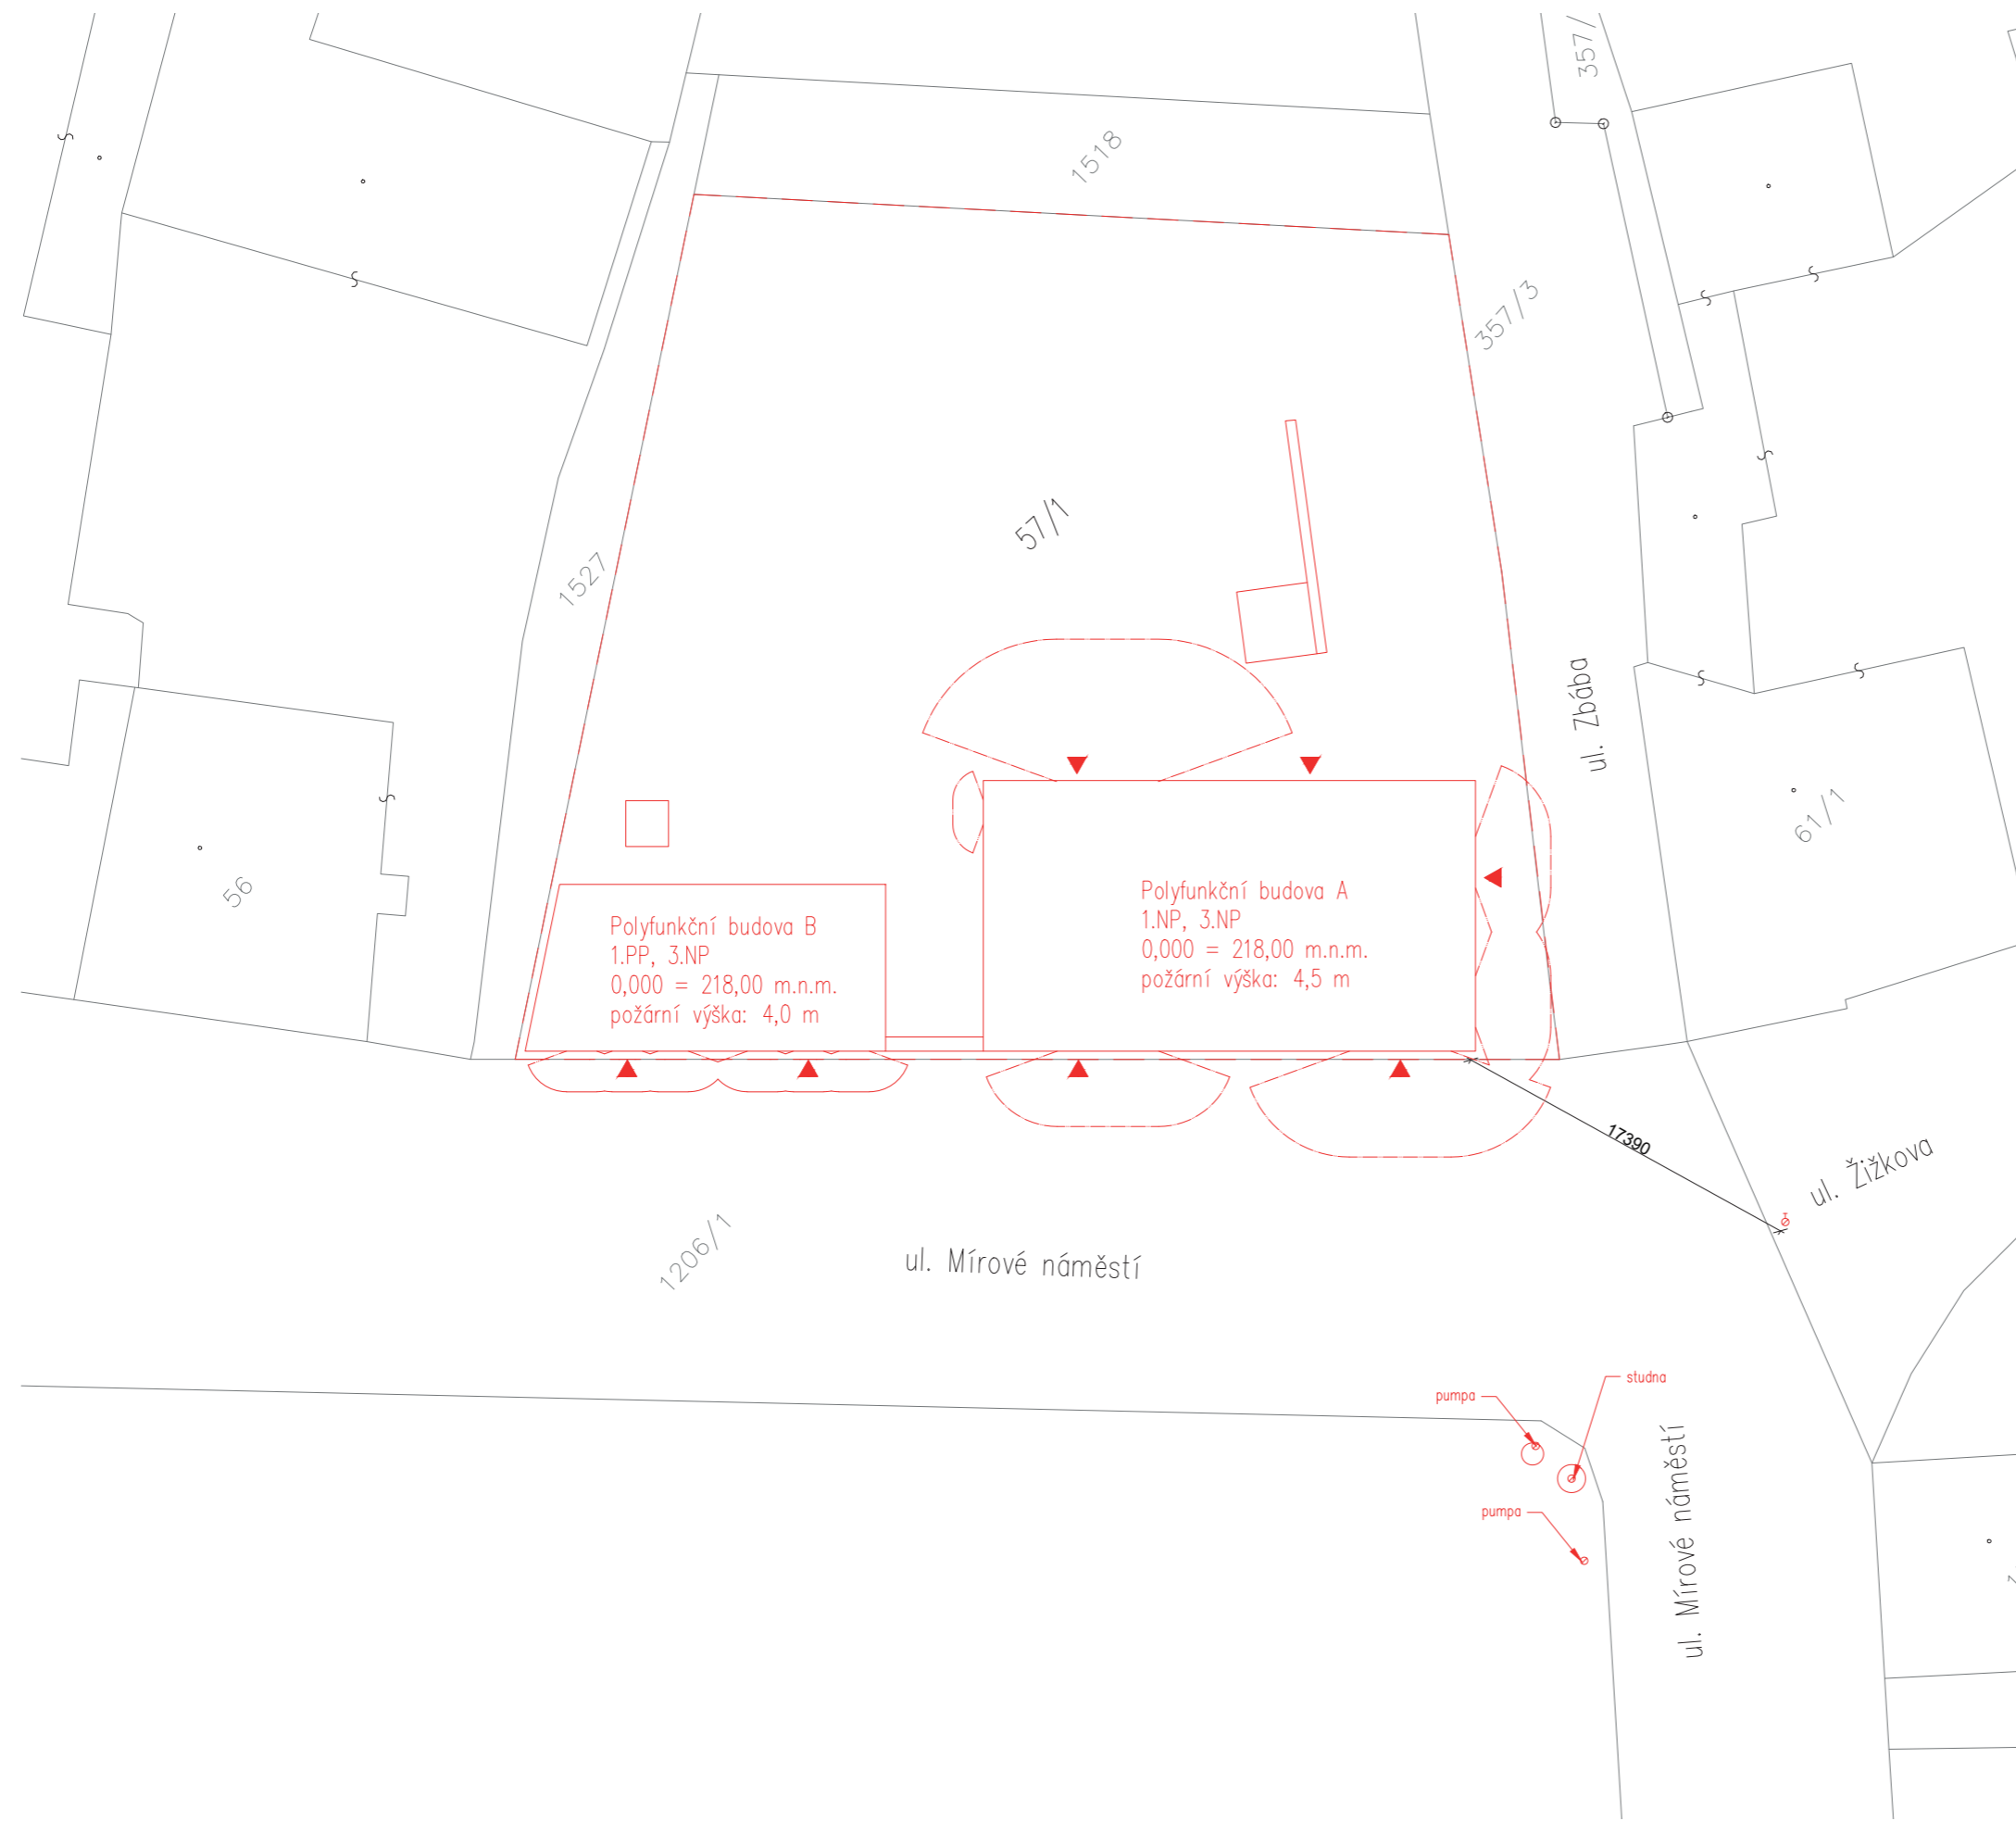 357/
1518
357/3
57/1
1527
ul. Zbába
61/1
56
Polyfunkční budova A
1.NP, 3.NP
0,000 = 218,00 m.n.m.
požární výška: 4,5 m
Polyfunkční budova B
1.PP, 3.NP
0,000 = 218,00 m.n.m.
požární výška: 4,0 m
17390
ul. Žižkova
1206/1
ul. Mírové náměstí
studna
pumpa
pumpa
ul. Mírové náměstí